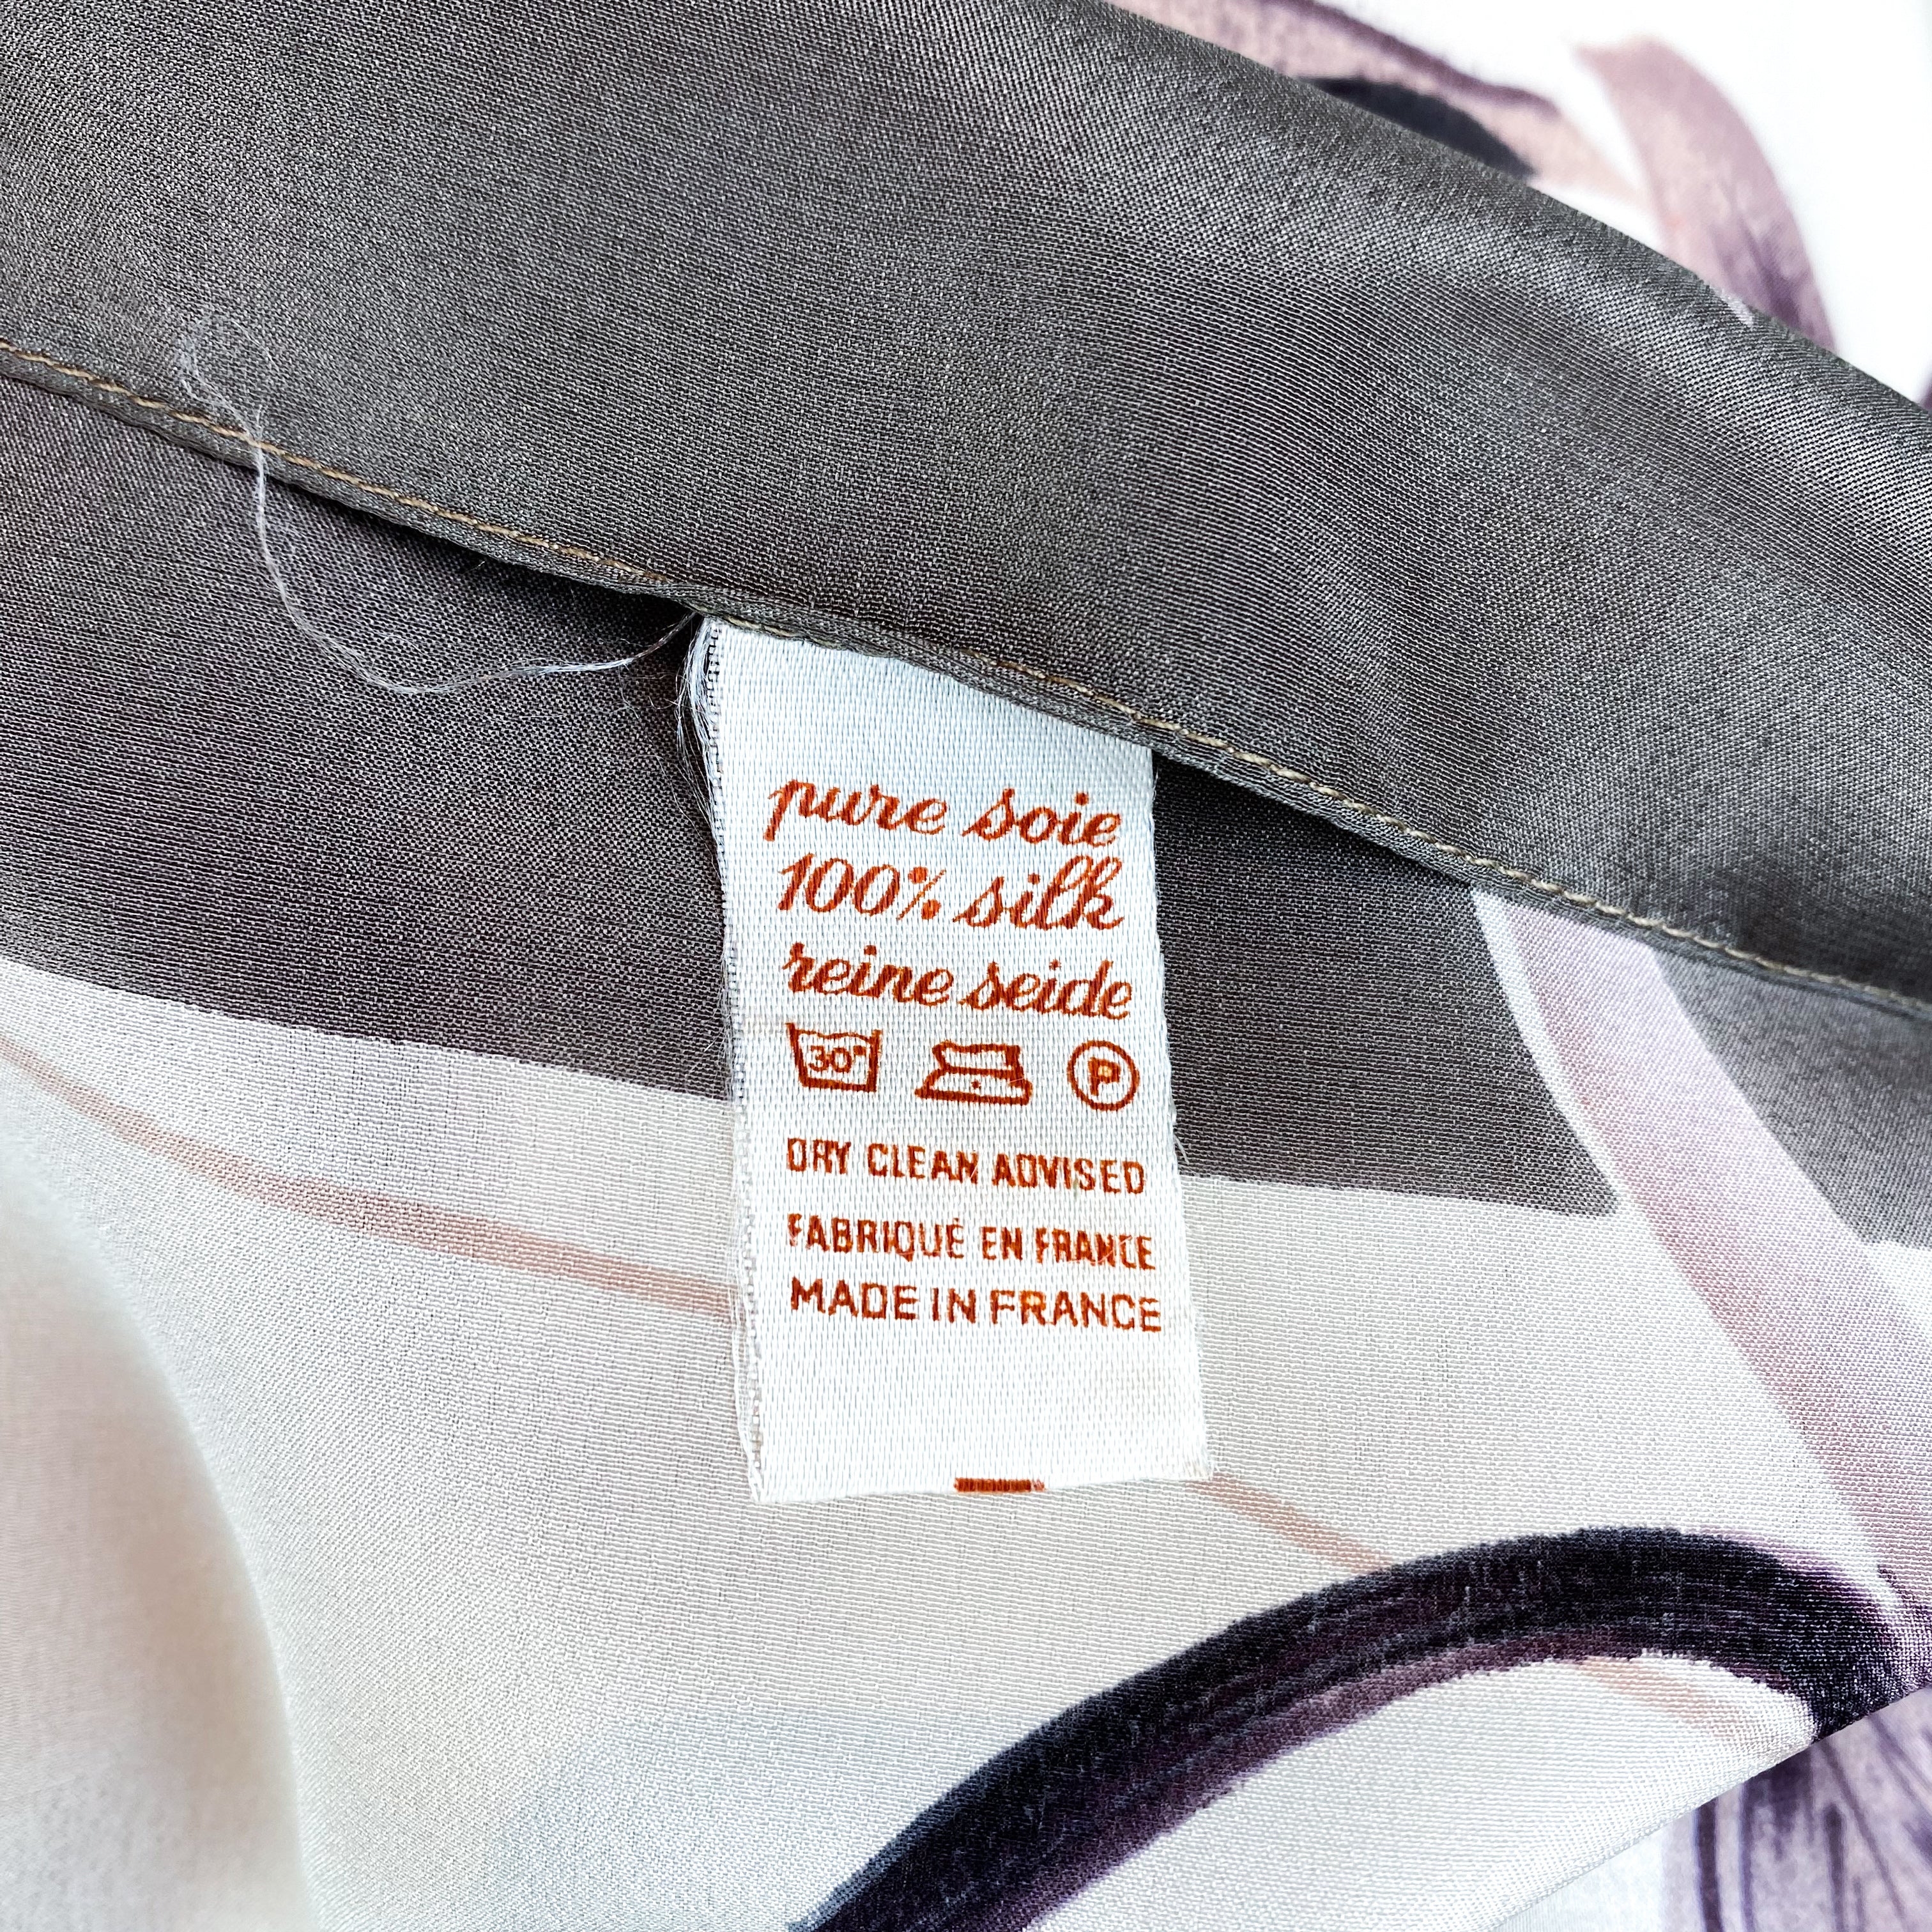 pure soie
100% silk
reine seide
30° P
DRY CLEAN ADVISED
FABRIQUÉ EN FRANCE
MADE IN FRANCE